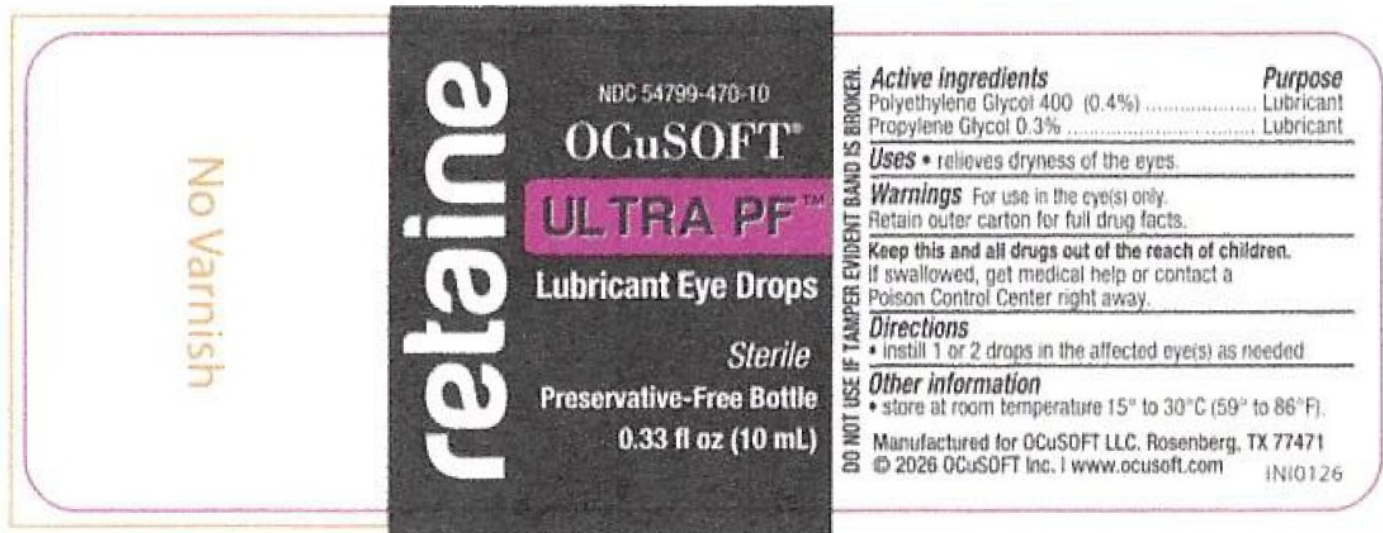 No Varnish
retaine
NDC 54799-470-10
OCuSOFT®
ULTRA PF™
Lubricant Eye Drops
Sterile
Preservative-Free Bottle
0.33 fl oz (10 mL)
DO NOT USE IF TAMPER EVIDENT BAND IS BROKEN.
Active ingredients Purpose
Polyethylene Glycol 400 (0.4%) .................... Lubricant
Propylene Glycol 0.3% ................................ Lubricant
Uses • relieves dryness of the eyes.
Warnings For use in the eye(s) only.
Retain outer carton for full drug facts.
Keep this and all drugs out of the reach of children.
If swallowed, get medical help or contact a
Poison Control Center right away.
Directions
• instill 1 or 2 drops in the affected eye(s) as needed
Other information
• store at room temperature 15° to 30°C (59° to 86°F).
Manufactured for OCuSOFT LLC. Rosenberg, TX 77471
© 2026 OCuSOFT Inc. | www.ocusoft.com
INI0126